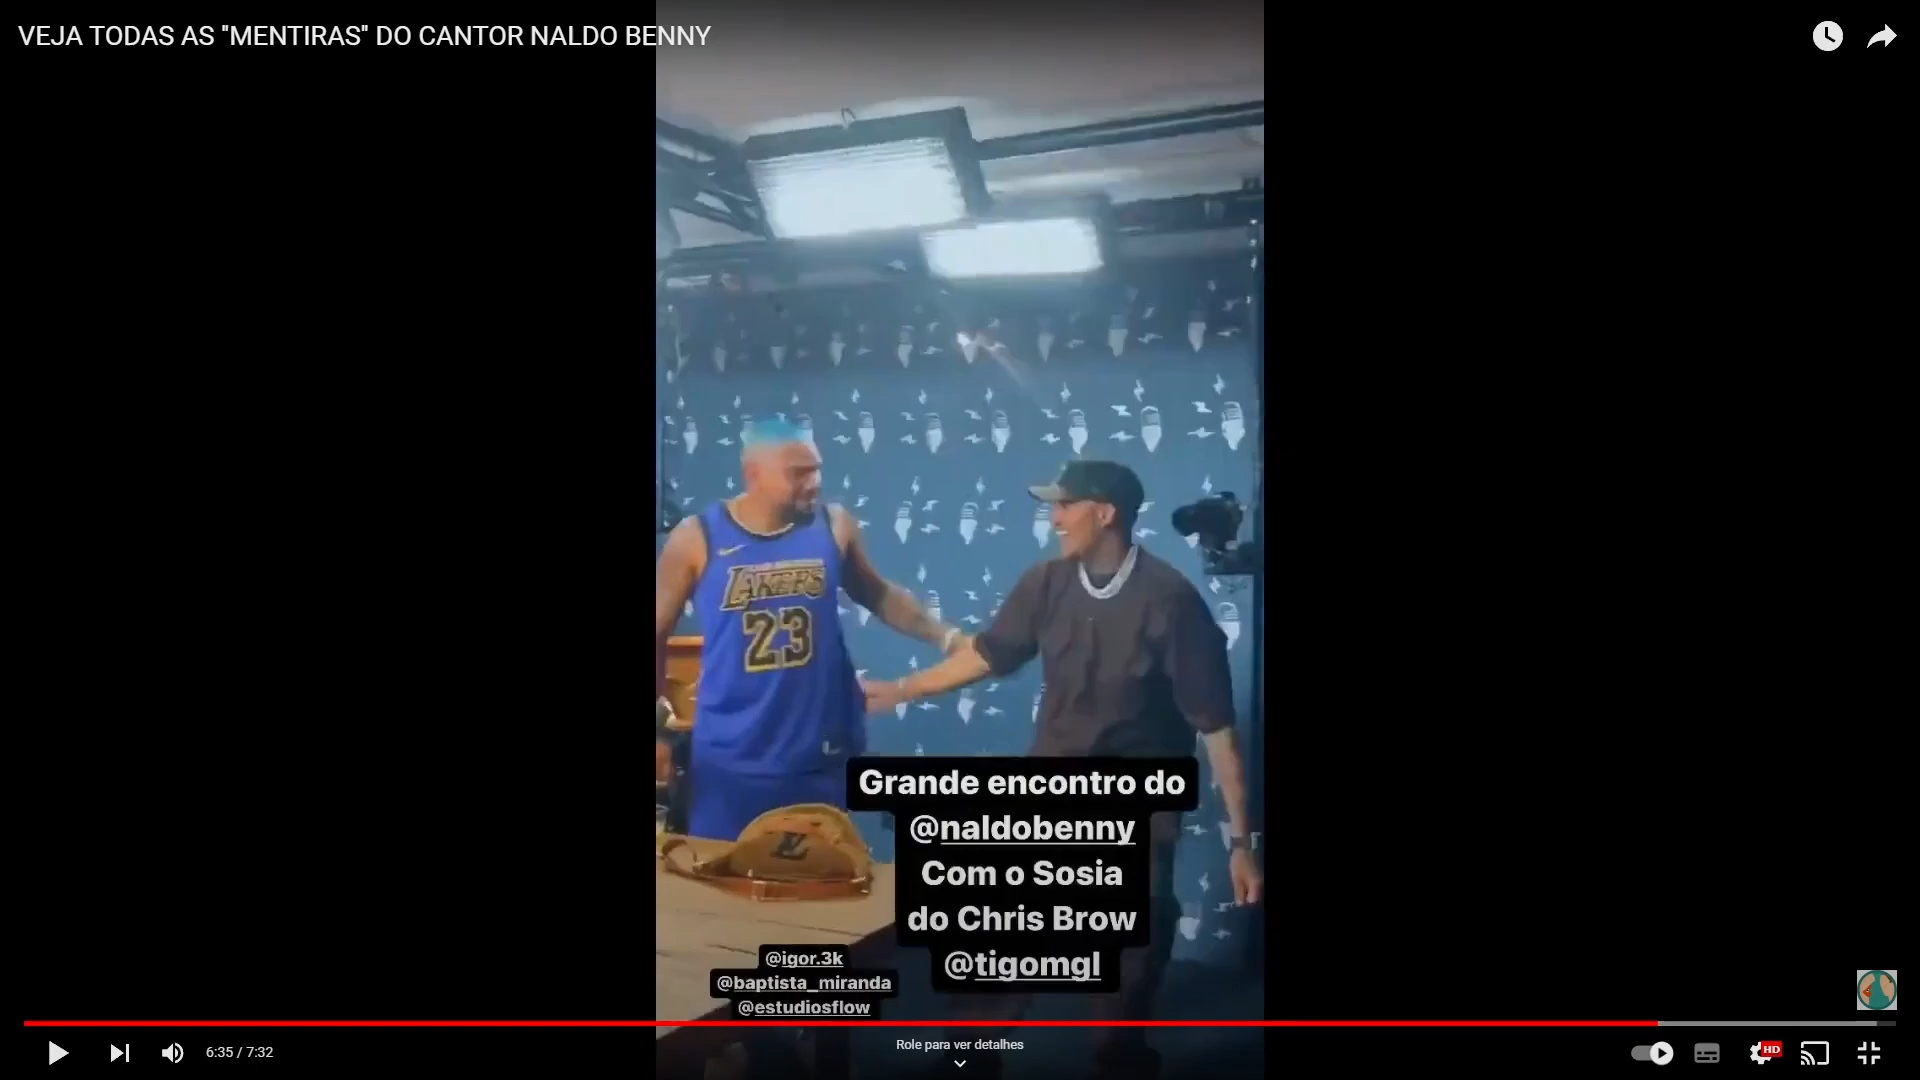 VEJA TODAS AS "MENTIRAS" DO CANTOR NALDO BENNY
LAKERS
23
Grande encontro do
@naldobenny
Com o Sosia
do Chris Brow
@tigomgl
@igor.3k
@baptista_miranda
@estudiosflow
6:35 / 7:32
Role para ver detalhes
HD